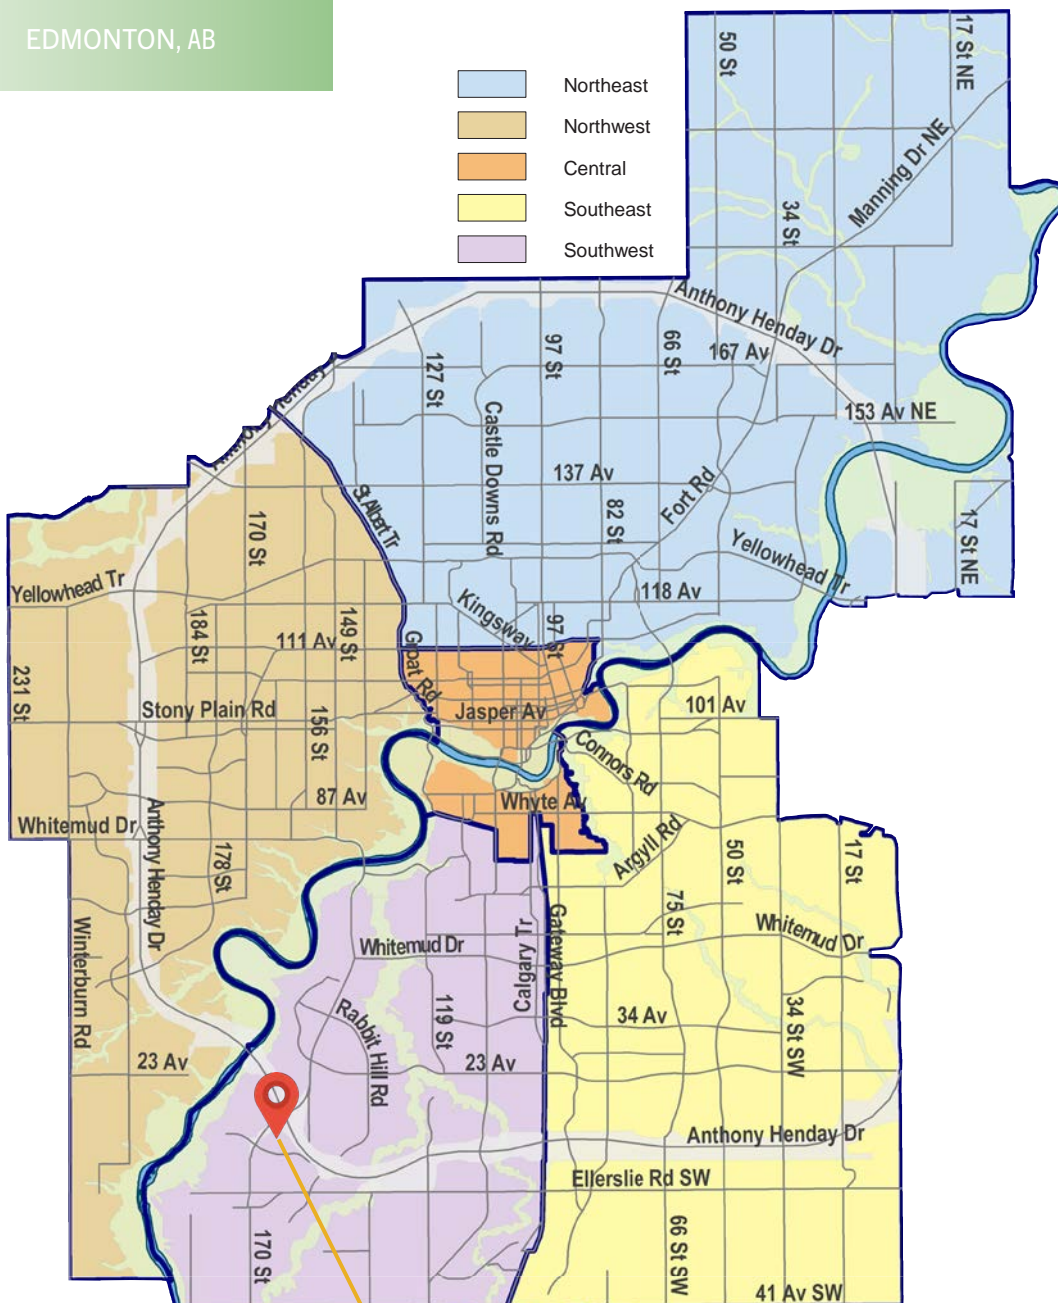 EDMONTON, AB
Northeast
Northwest
Central
Southeast
Southwest
50 St
17 St NE
Manning Dr NE
34 St
Anthony Henday Dr
167 Av
66 St
97 St
127 St
Castle Downs Rd
153 Av NE
Anthony Henday
137 Av
82 St
Fort Rd
St Albert Tr
170 St
Yellowhead Tr
17 St NE
Yellowhead Tr
118 Av
Kingsway
97 St
184 St
111 Av
149 St
Groat Rd
231 St
Stony Plain Rd
156 St
Jasper Av
101 Av
Connors Rd
87 Av
Whyte Av
Whitemud Dr
Anthony Henday Dr
178 St
Argyll Rd
50 St
17 St
75 St
Winterburn Rd
Whitemud Dr
Calgary Tr
Gateway Blvd
Whitemud Dr
Rabbit Hill Rd
119 St
34 Av
34 St SW
23 Av
23 Av
Anthony Henday Dr
Ellerslie Rd SW
170 St
66 St SW
41 Av SW